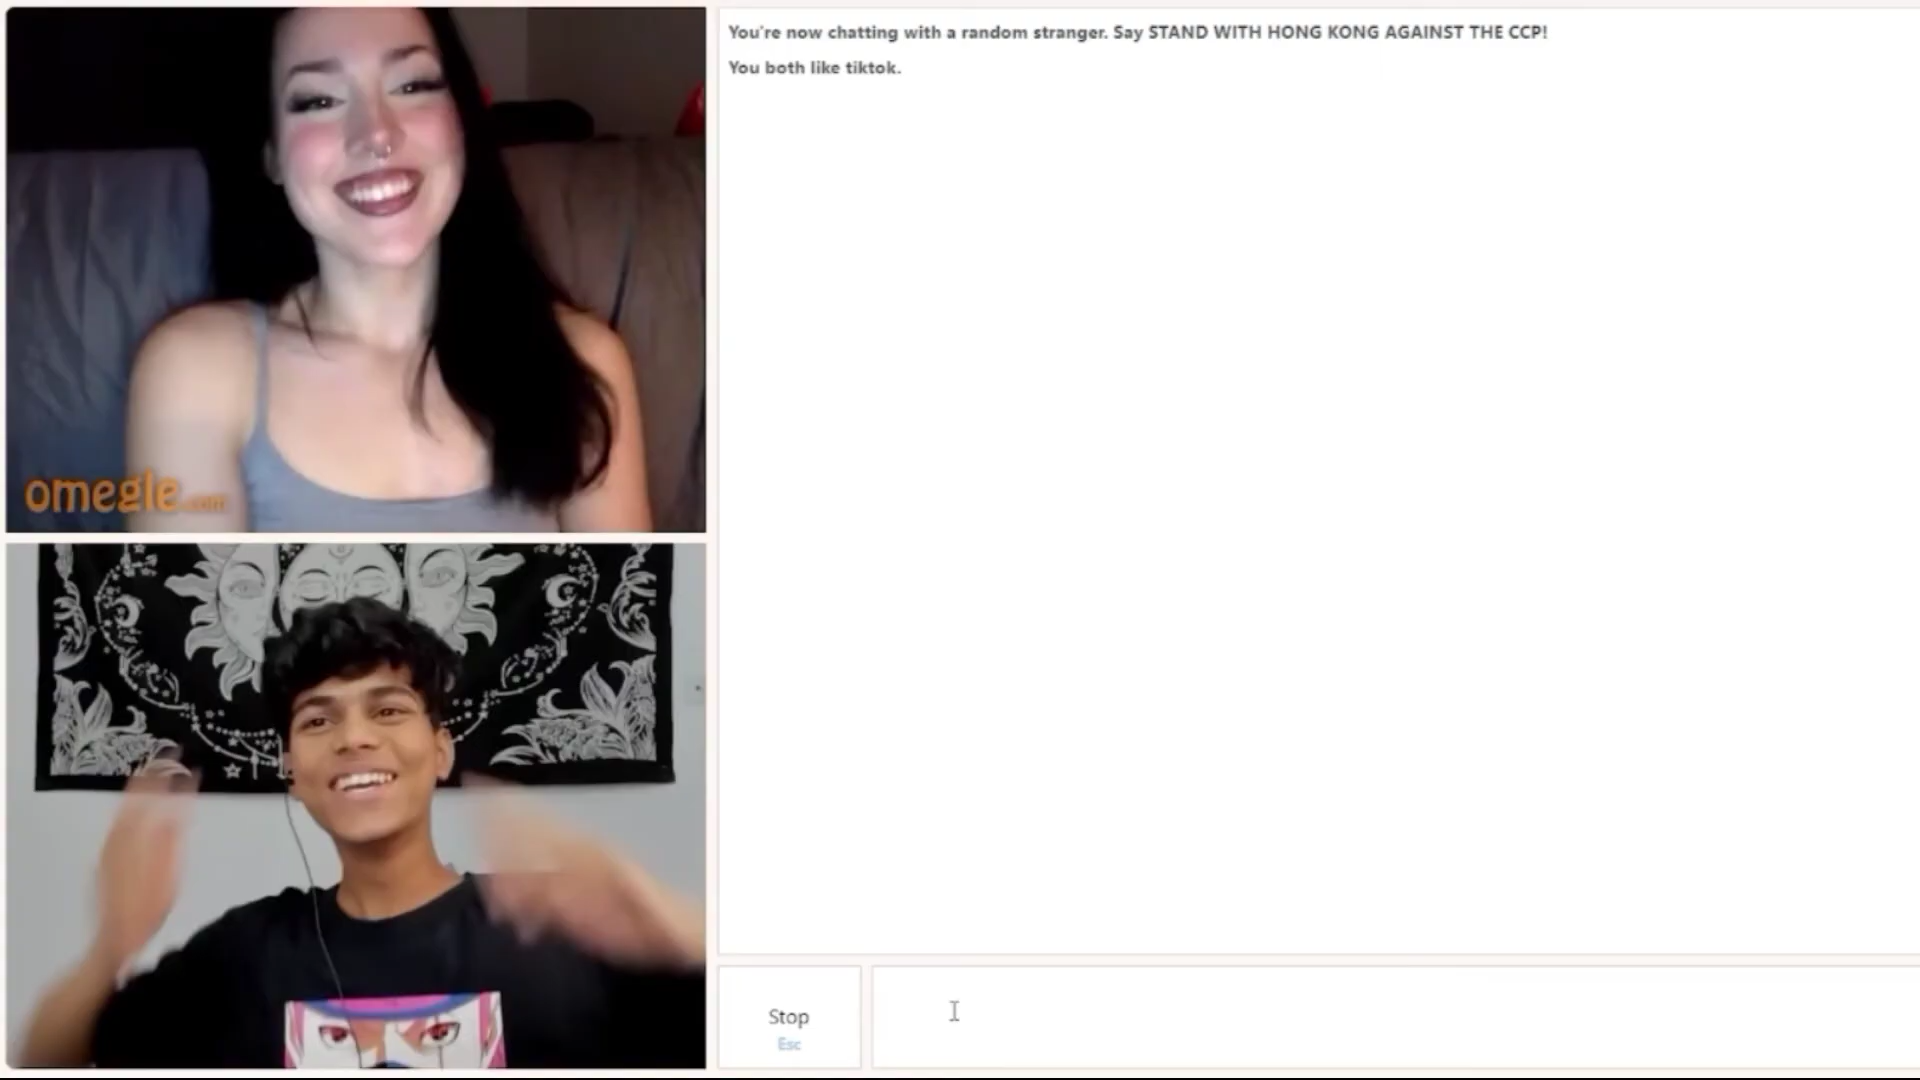 You're now chatting with a random stranger. Say STAND WITH HONG KONG AGAINST THE CCP!
You both like tiktok.
omegle.com
Stop
Esc